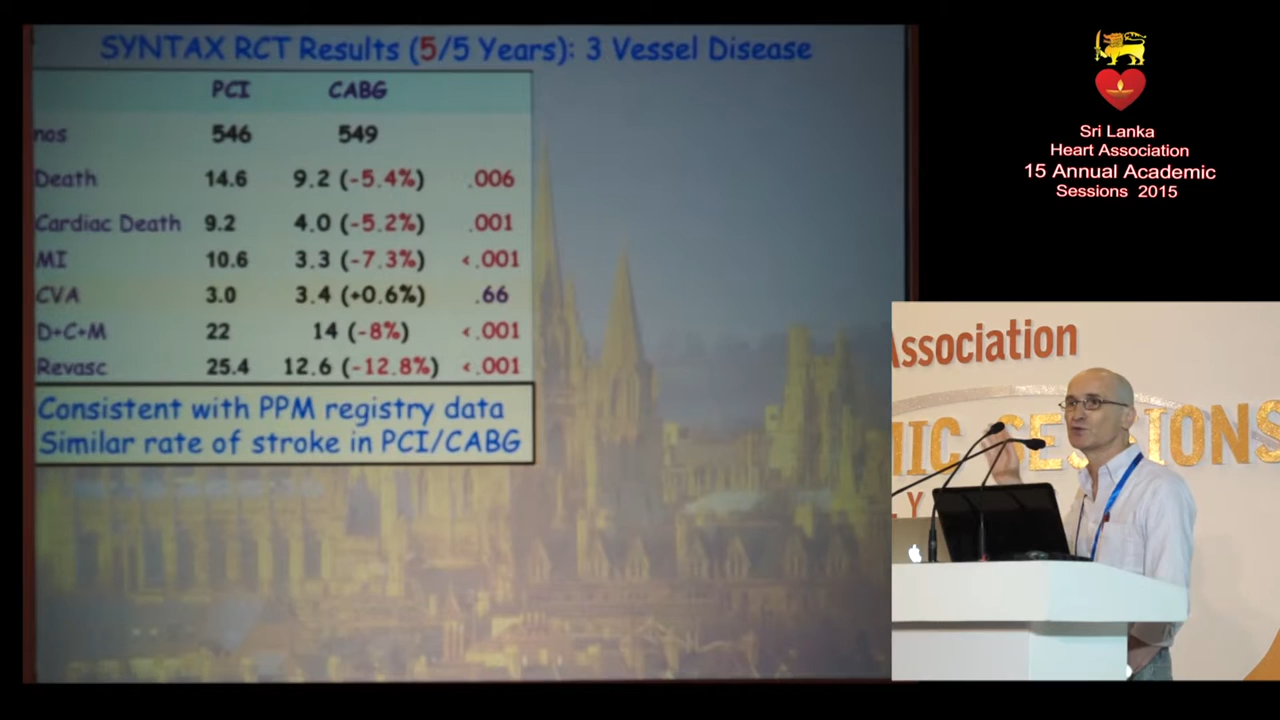 SYNTAX RCT Results (5/5 Years): 3 Vessel Disease
PCI CABG
nos 546 549
Death 14.6 9.2 (-5.4%) .006
Cardiac Death 9.2 4.0 (-5.2%) .001
MI 10.6 3.3 (-7.3%) <.001
CVA 3.0 3.4 (+0.6%) .66
D+C+M 22 14 (-8%) <.001
Revasc 25.4 12.6 (-12.8%) <.001
Consistent with PPM registry data
Similar rate of stroke in PCI/CABG
Sri Lanka
Heart Association
15 Annual Academic
Sessions 2015
Association
MIC SESSIONS